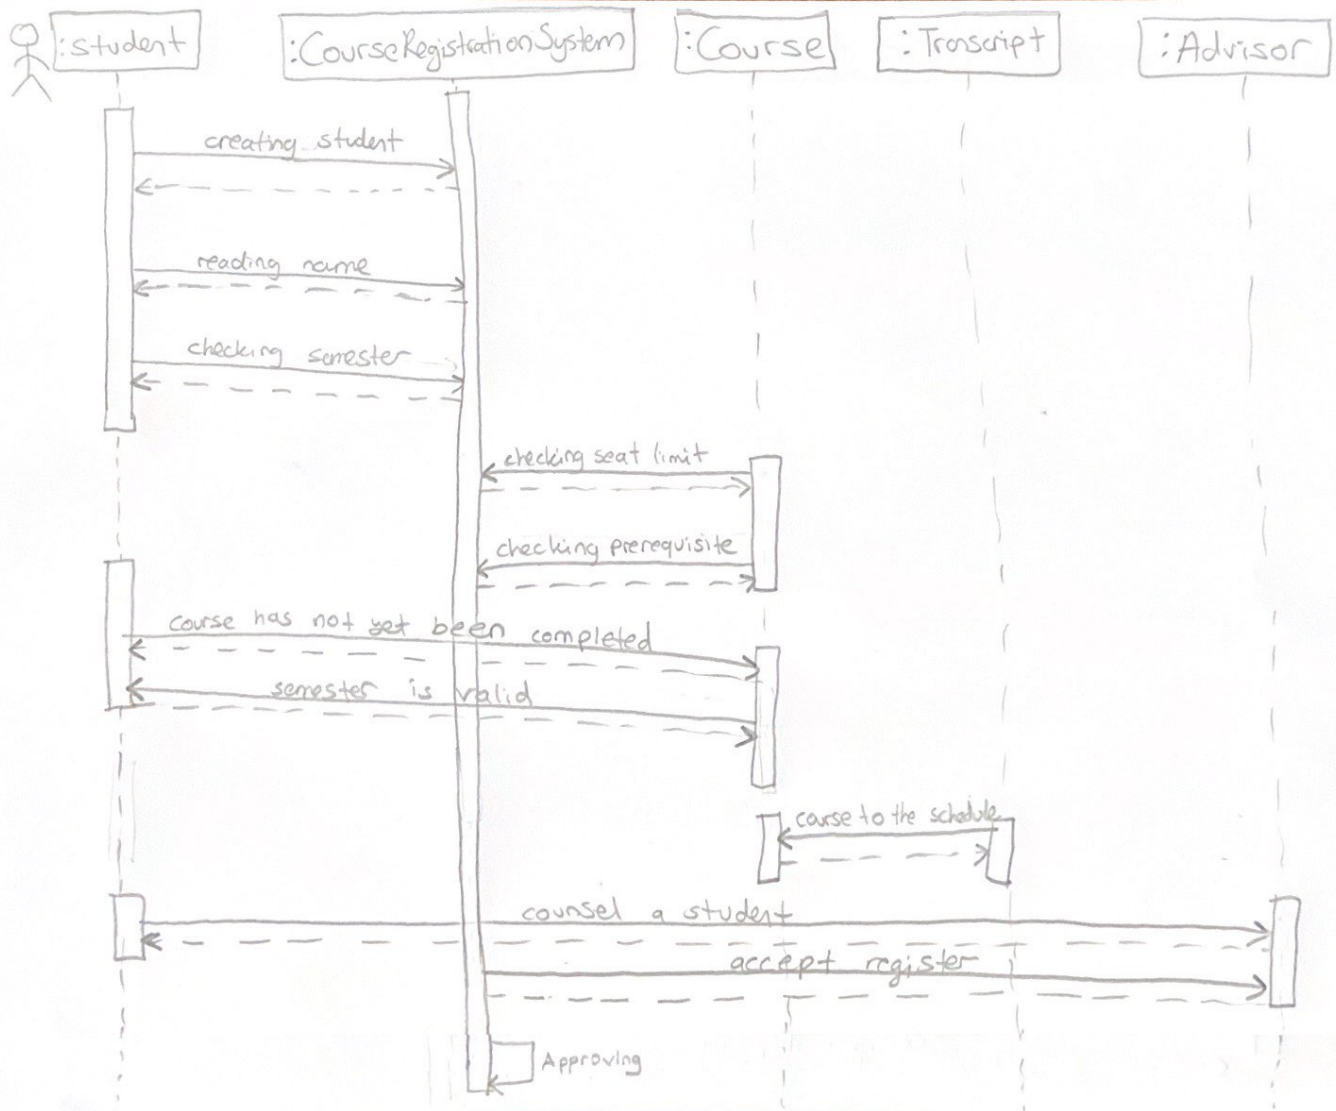 :student
:CourseRegistrationSystem
:Course
:Transcript
:Advisor
creating student
reading name
checking semester
checking seat limit
checking prerequisite
course has not yet been completed
semester is valid
course to the schedule
counsel a student
accept register
Approving